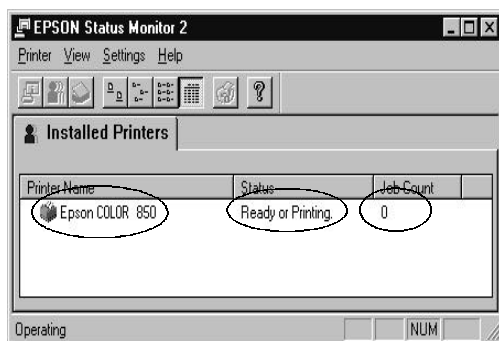 EPSON Status Monitor 2
Printer View Settings Help
Installed Printers
Printer Name Status Job Count
Epson COLOR 850 Ready or Printing. 0
Operating NUM